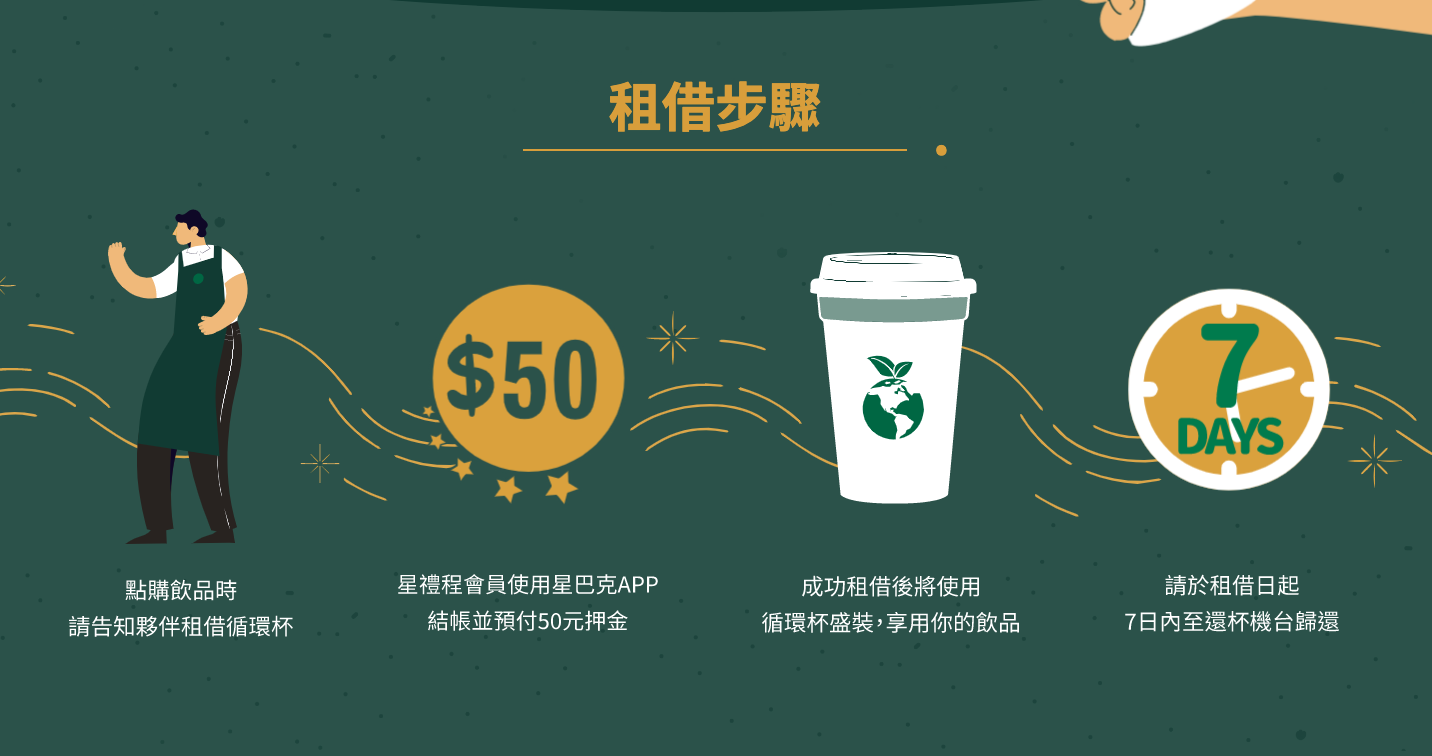 租借步驟
$50
7
DAYS
點購飲品時
請告知夥伴租借循環杯
星禮程會員使用星巴克APP
結帳並預付50元押金
成功租借後將使用
循環杯盛裝，享用你的飲品
請於租借日起
7日內至還杯機台歸還